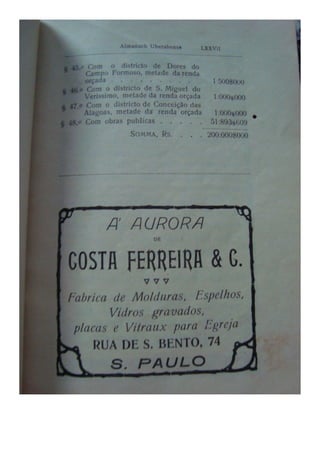 Almanach Uberabense LXXVII
§ 45.º Com o districto de Dores do
Campo Formoso, metade da renda
orçada . . . . . . . . . . 1:500$000
§ 46.º Com o districto de S. Miguel do
Verissimo, metade da renda orçada 1:000$000
§ 47.º Com o districto de Conceição das
Alagoas, metade da renda orçada 1:000$000
§ 48.º Com obras publicas . . . . . 51:893$609
SOMMA, RS. . . . 200:000$000
A' AURORA
DE
COSTA FERREIRA & C.
Fabrica de Molduras, Espelhos,
Vidros gravados,
placas e Vitraux para Egreja
RUA DE S. BENTO, 74
S. PAULO